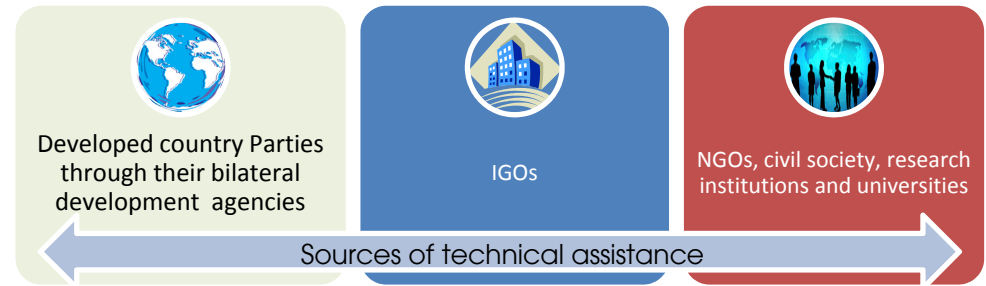 Developed country Parties
through their bilateral
development agencies
IGOs
NGOs, civil society, research
institutions and universities
Sources of technical assistance